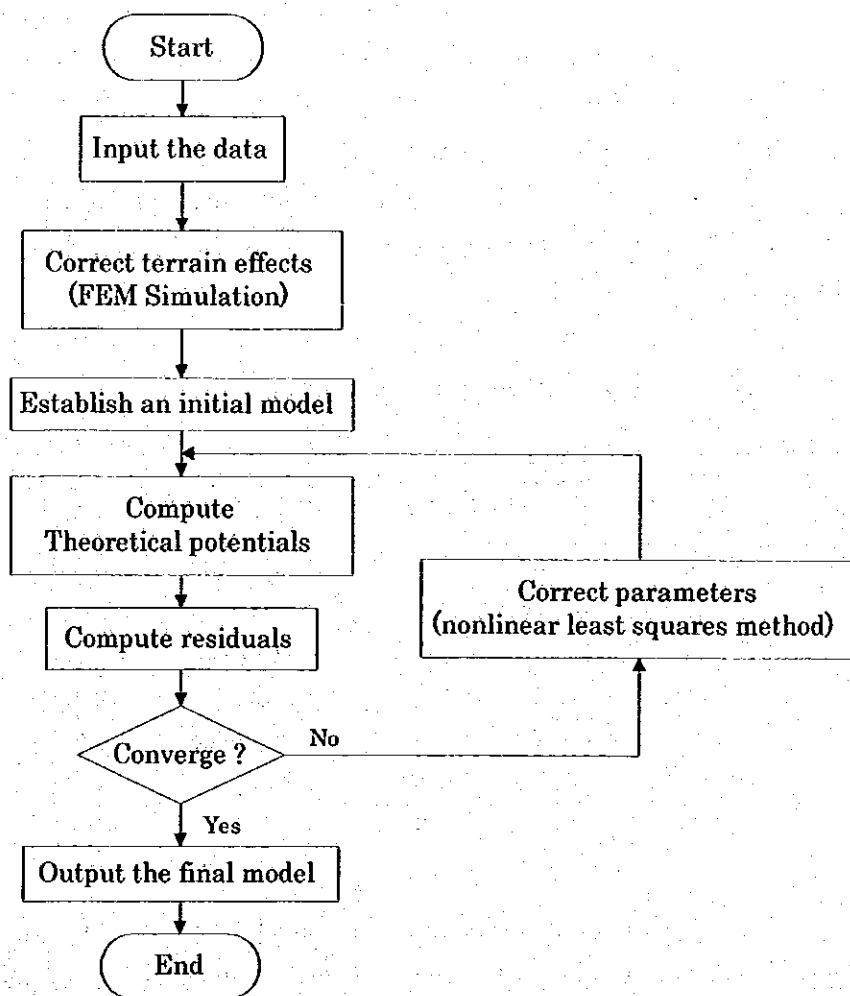 Start
Input the data
Correct terrain effects
(FEM Simulation)
Establish an initial model
Compute
Theoretical potentials
Correct parameters
(nonlinear least squares method)
Compute residuals
Converge ?
No
Yes
Output the final model
End